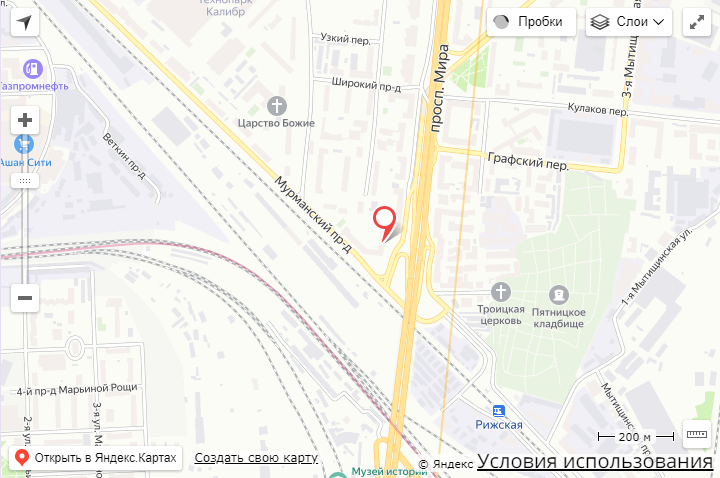 Технопарк
Калибр
Пробки
Слои
Узкий пер.
просп. Мира
3-я Мытищинская
Газпромнефть
Широкий пр-д
Кулаков пер.
Царство Божие
Веткин пр-д
Ашан Сити
Графский пер.
Мурманский пр-д
1-я Мытищинская ул.
Троицкая
церковь
Пятницкое
кладбище
4-й пр-д Марьиной Рощи
Рижская
200 м
Открыть в Яндекс.Картах
Создать свою карту
Музей истории
© Яндекс
Условия использования